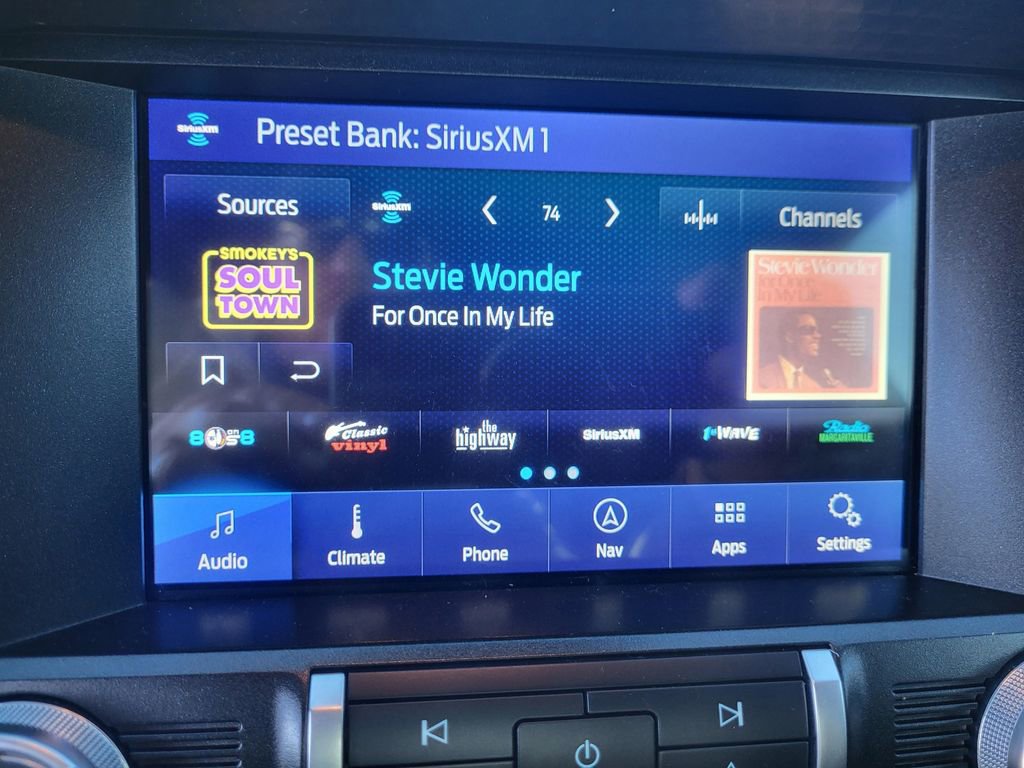 SiriusXM
Preset Bank: SiriusXM 1
Sources
SiriusXM
74
Channels
SMOKEY'S
SOUL
TOWN
Stevie Wonder
For Once In My Life
Stevie Wonder
For Once
In My Life
80s on 8
Classic
vinyl
the
highway
SiriusXM
1st WAVE
Radio
MARGARITAVILLE
Audio
Climate
Phone
Nav
Apps
Settings